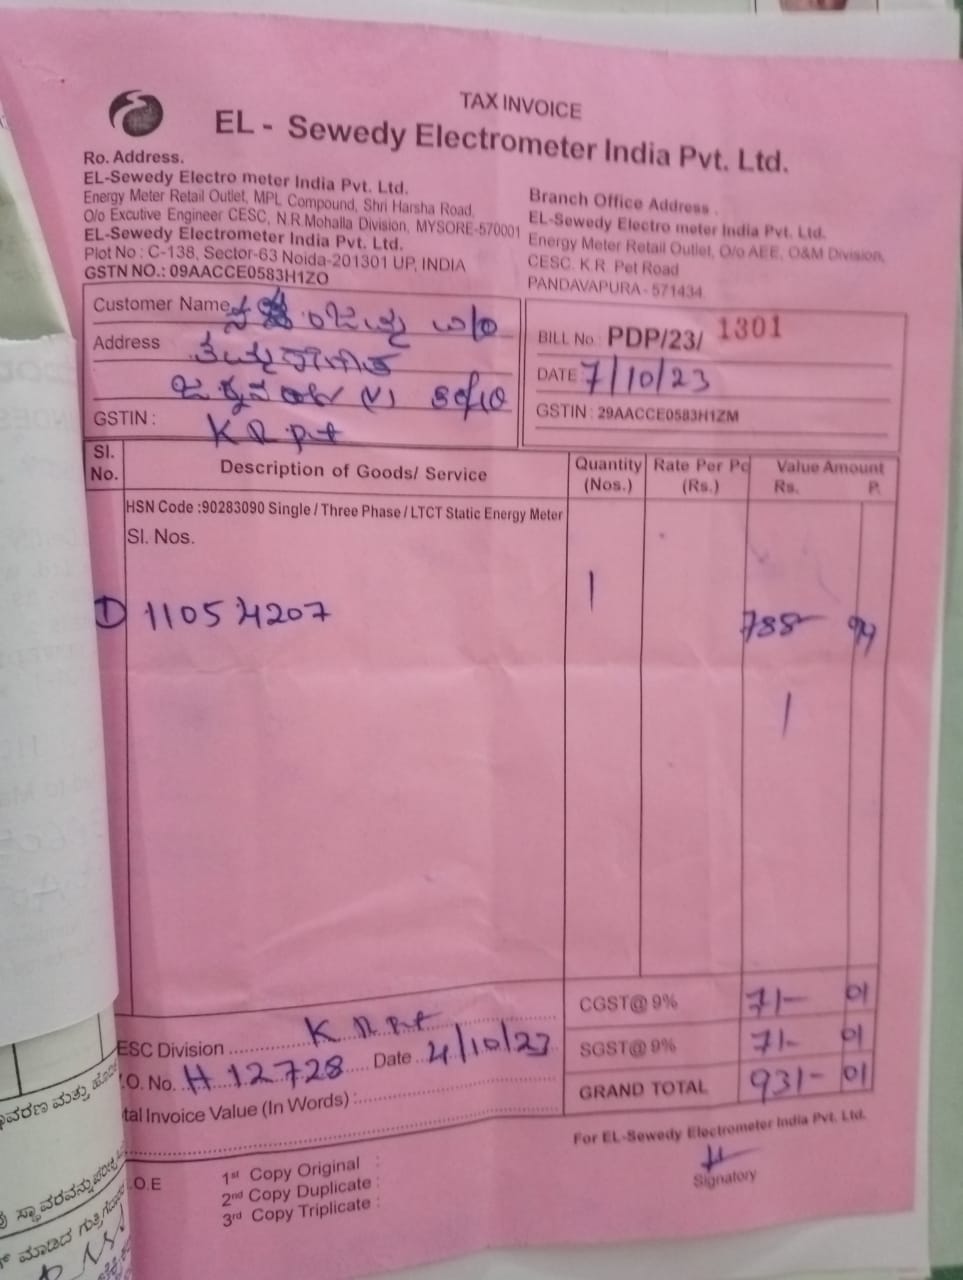 TAX INVOICE
EL - Sewedy Electrometer India Pvt. Ltd.
Ro. Address.
EL-Sewedy Electro meter India Pvt. Ltd.
Energy Meter Retail Outlet, MPL Compound, Shri Harsha Road,
O/o Excutive Engineer CESC, N.R.Mohalla Division, MYSORE-570001
EL-Sewedy Electrometer India Pvt. Ltd.
Plot No : C-138, Sector-63 Noida-201301 UP, INDIA
GSTN NO.: 09AACCE0583H1ZO
Branch Office Address .
EL-Sewedy Electro meter India Pvt. Ltd.
Energy Meter Retail Outlet, O/o AEE, O&M Division,
CESC. K.R. Pet Road
PANDAVAPURA - 571434
Customer Name
Address
GSTIN :
K R pet
BILL No. PDP/23/ 1301
DATE 7/10/23
GSTIN : 29AACCE0583H1ZM
Sl. No. Description of Goods/ Service Quantity (Nos.) Rate Per Pc (Rs.) Value Amount Rs. P.
HSN Code :90283090 Single / Three Phase / LTCT Static Energy Meter
Sl. Nos.
1) 11054207 1 788 94
CGST@ 9% 71- 01
SGST@ 9% 71- 01
GRAND TOTAL 931- 01
ESC Division K R Pet
.O. No. H 12728 Date 4/10/23
tal Invoice Value (In Words) :
For EL-Sewedy Electrometer India Pvt. Ltd.
Signatory
.O.E
1st Copy Original :
2nd Copy Duplicate :
3rd Copy Triplicate :